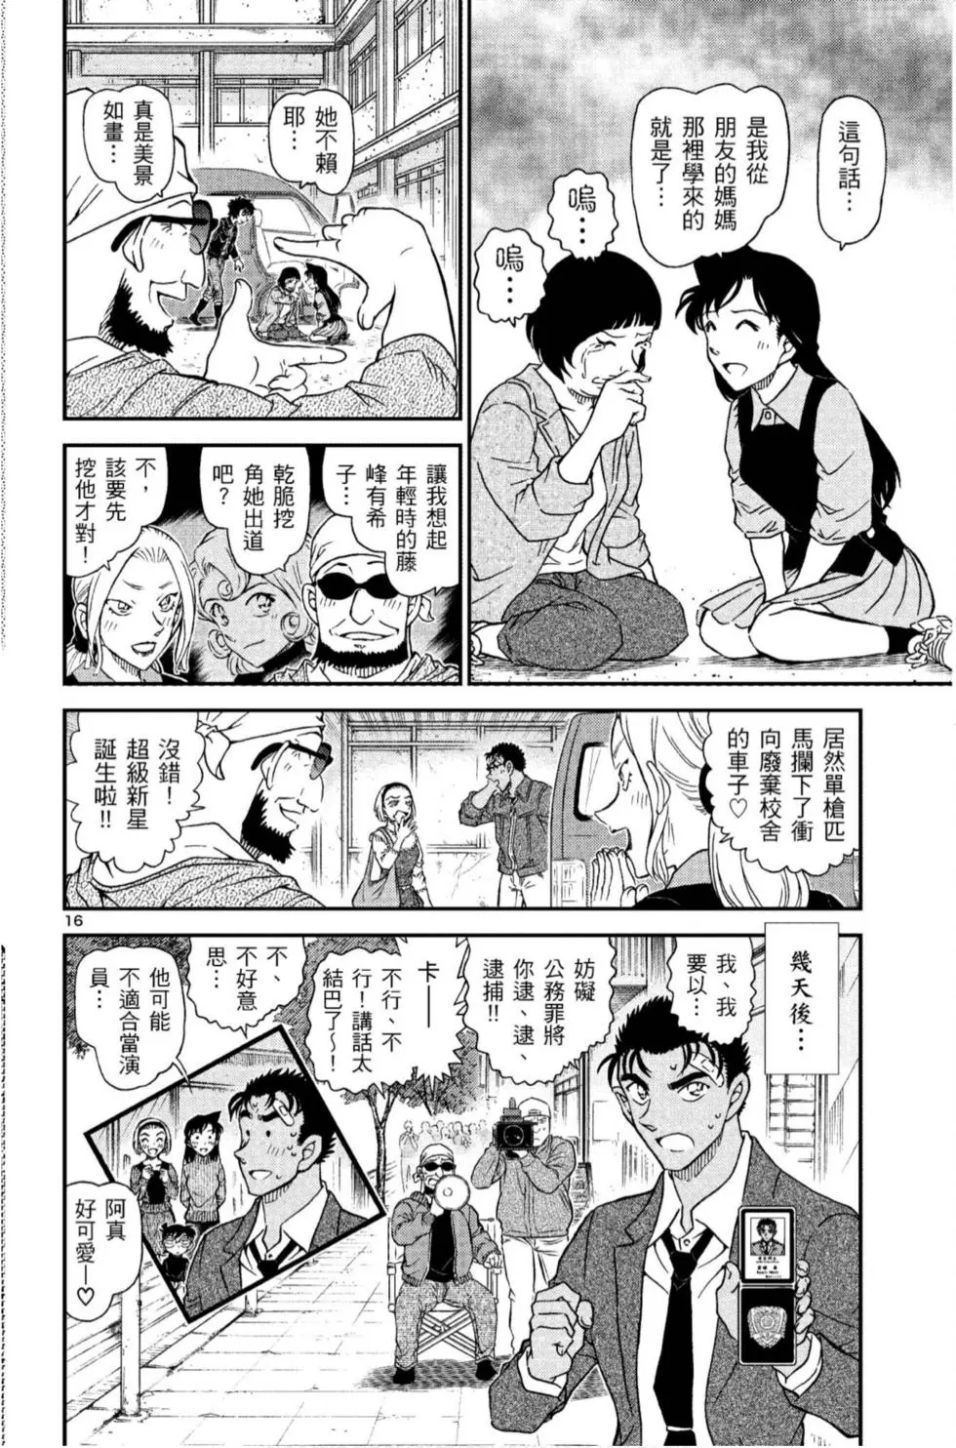 這句話…
是我從
朋友的媽媽
那裡學來的
就是了…
嗚…
嗚…
她不賴
耶…
真是美景
如畫…
讓我想起
年輕時的藤
峰有希
子…
乾脆挖
角她出道
吧?
不,
該要先
挖他才對!
居然單槍匹
馬攔下了衝
向廢棄校舍
的車子♡
沒錯!
超級新星
誕生啦!!
16
幾天後…
我、我
要以…
妨礙
公務罪將
你逮、逮、
逮捕!!
卡——
不行、不
行!講話太
結巴了~!
不、
不好意
思…
他可能
不適合當演
員…
阿真
好可愛—♡